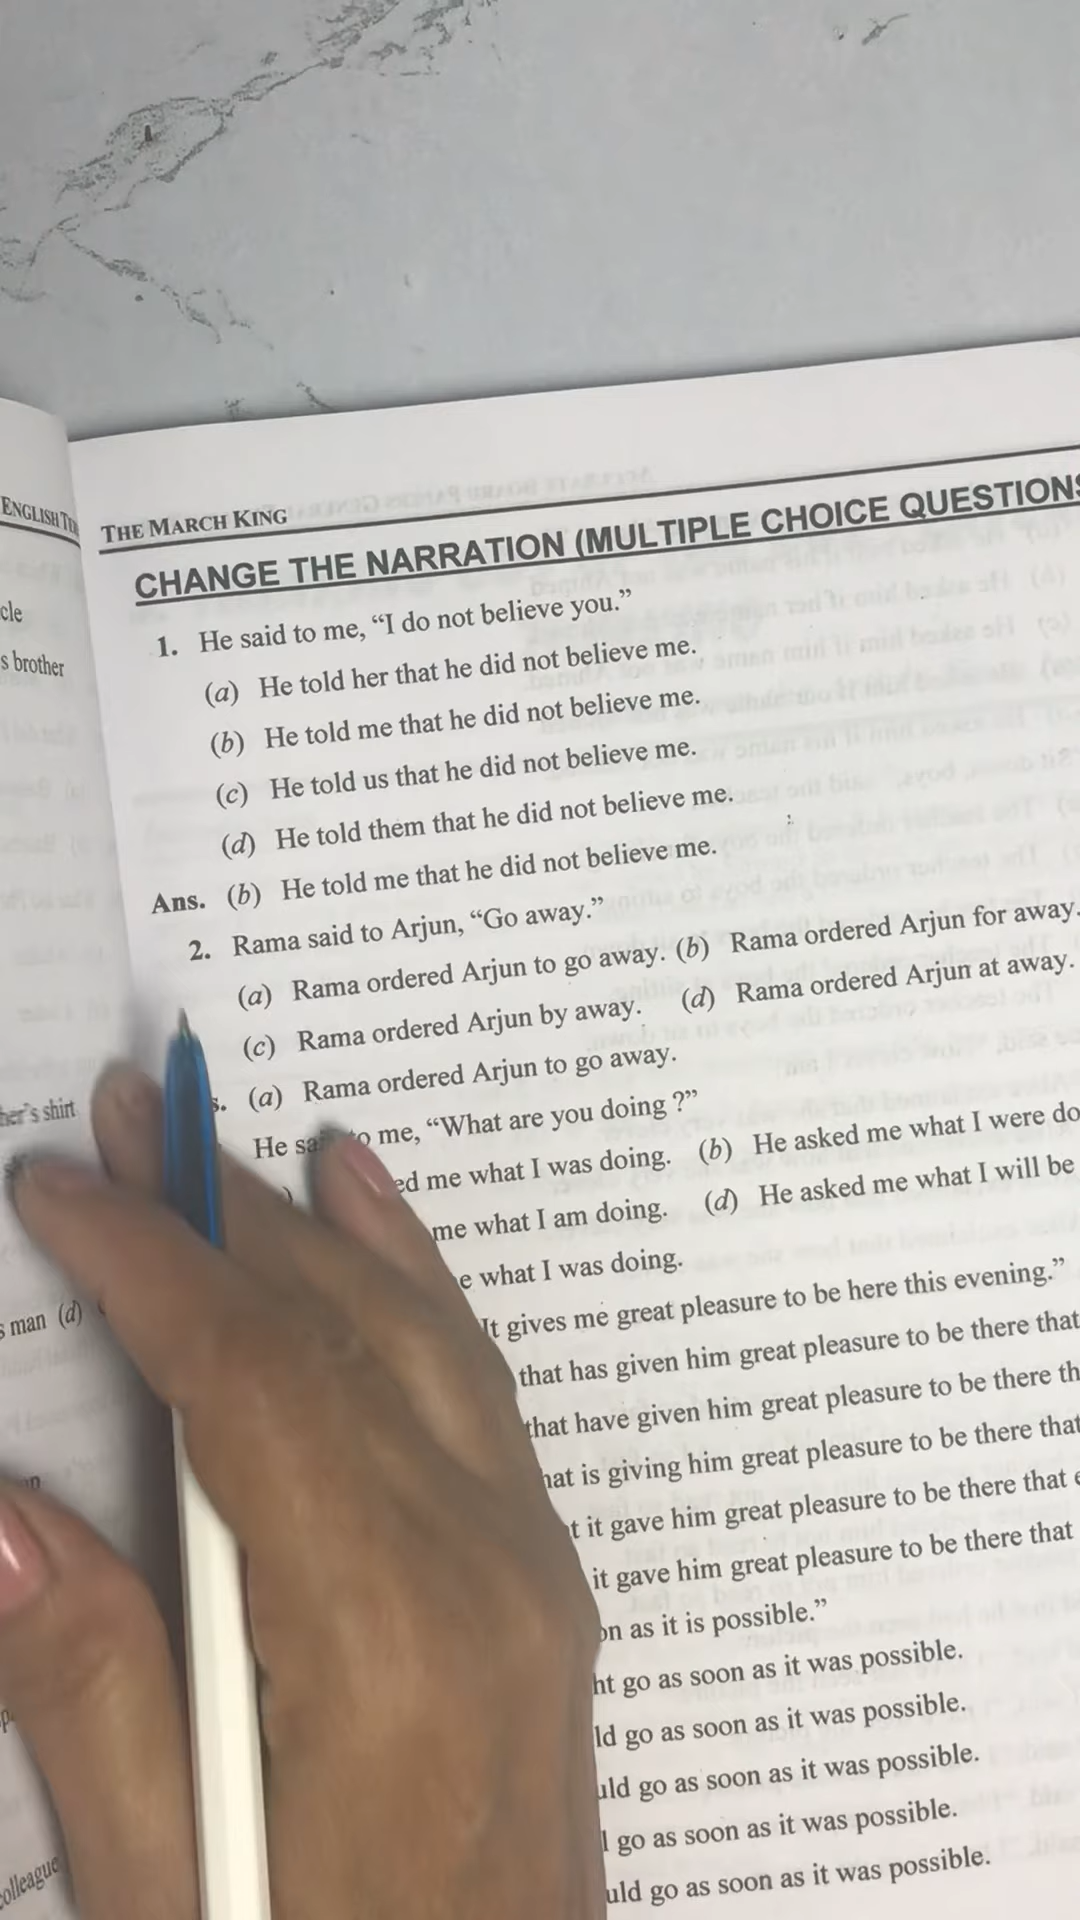 ENGLISH
cle
s brother
her's shirt
s man (d)
colleague
THE MARCH KING
CHANGE THE NARRATION (MULTIPLE CHOICE QUESTIONS
1. He said to me, “I do not believe you.”
(a) He told her that he did not believe me.
(b) He told me that he did not believe me.
(c) He told us that he did not believe me.
(d) He told them that he did not believe me.
Ans. (b) He told me that he did not believe me.
2. Rama said to Arjun, “Go away.”
(a) Rama ordered Arjun to go away. (b) Rama ordered Arjun for away.
(c) Rama ordered Arjun by away. (d) Rama ordered Arjun at away.
s. (a) Rama ordered Arjun to go away.
He to me, “What are you doing ?”
ed me what I was doing. (b) He asked me what I were do
me what I am doing. (d) He asked me what I will be
e what I was doing.
It gives me great pleasure to be here this evening.”
that has given him great pleasure to be there that
that have given him great pleasure to be there th
hat is giving him great pleasure to be there that
t it gave him great pleasure to be there that e
it gave him great pleasure to be there that
on as it is possible.”
ht go as soon as it was possible.
ld go as soon as it was possible.
uld go as soon as it was possible.
l go as soon as it was possible.
uld go as soon as it was possible.